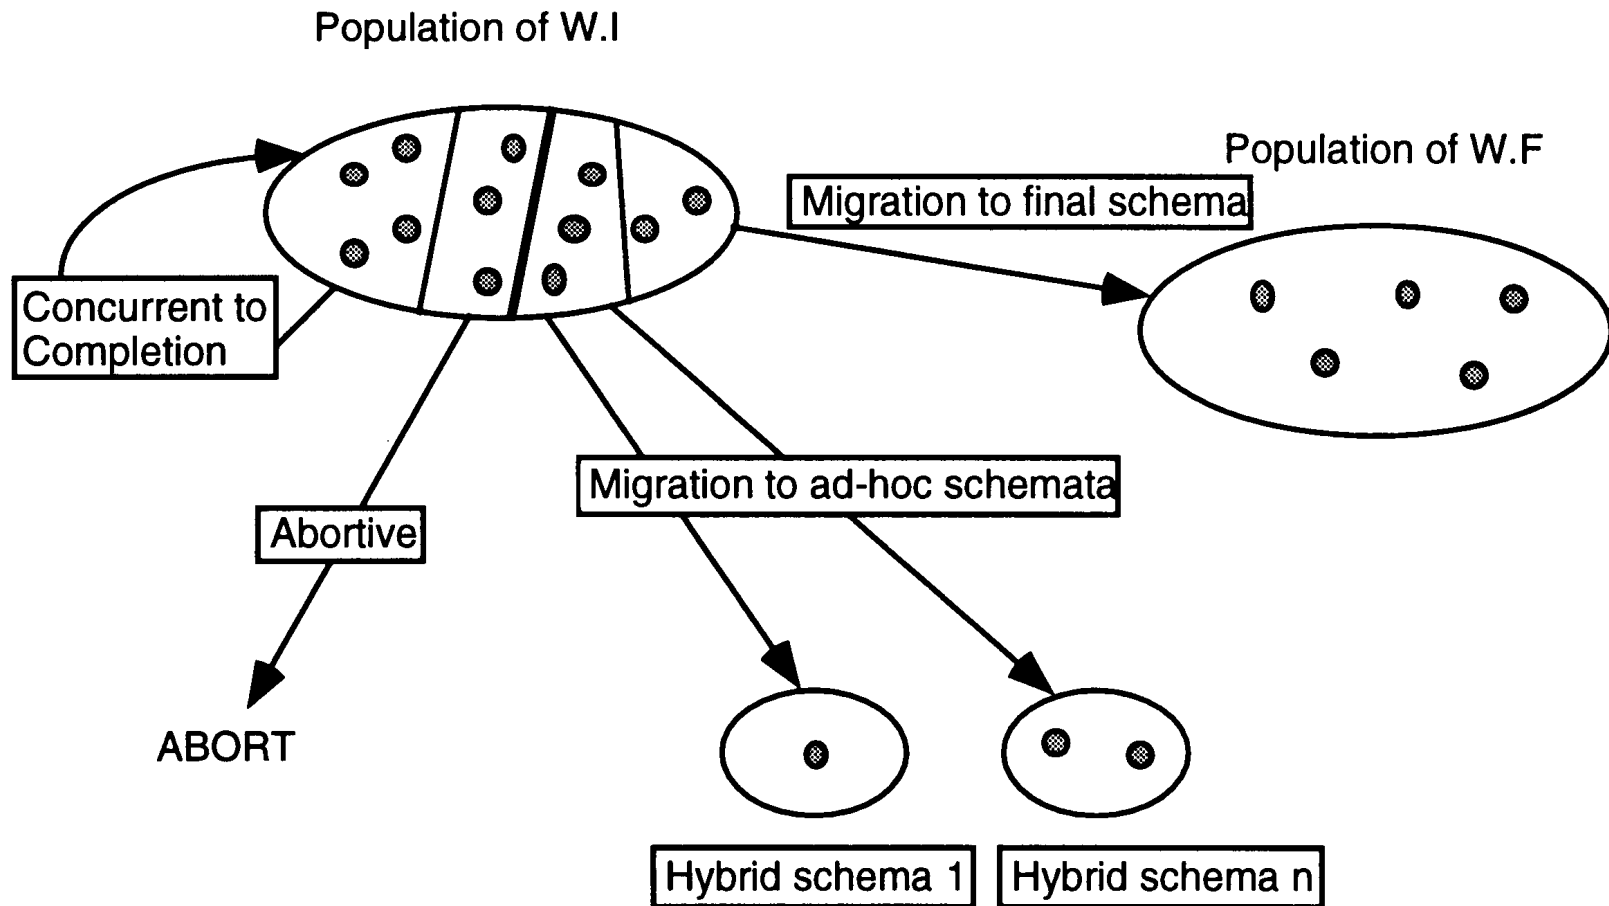 Population of W.I
Population of W.F
Migration to final schema
Concurrent to
Completion
Migration to ad-hoc schemata
Abortive
ABORT
Hybrid schema 1
Hybrid schema n